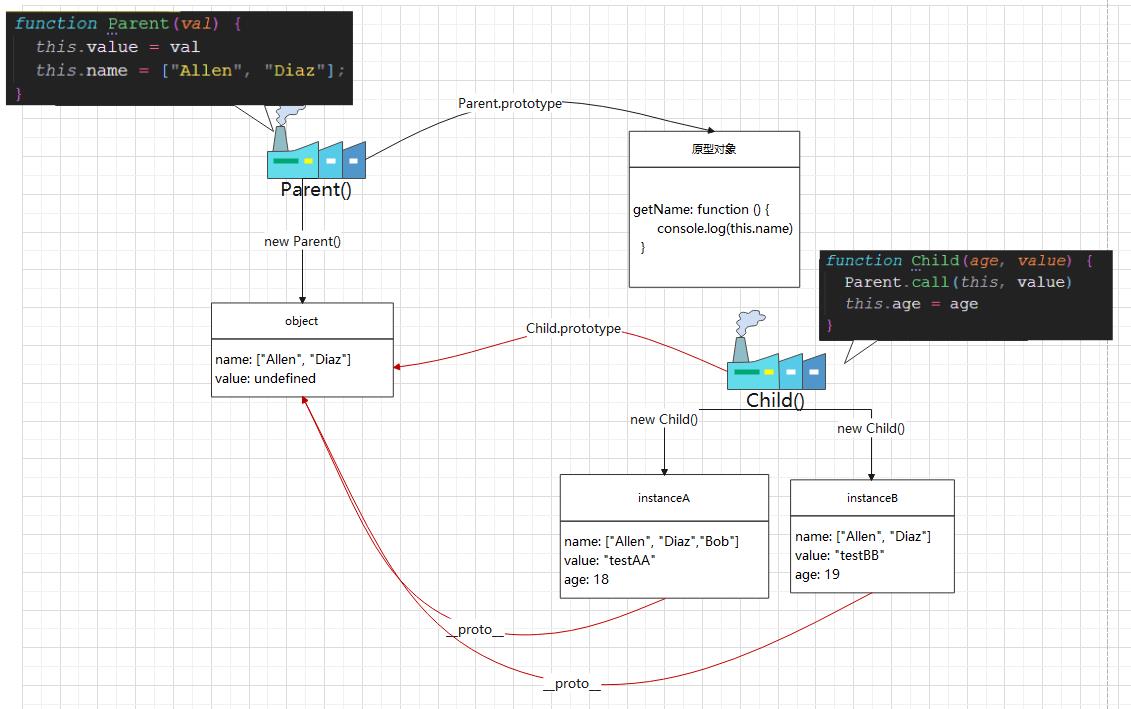 function Parent(val) {
this.value = val
this.name = ["Allen", "Diaz"];
}
Parent.prototype
原型对象
Parent()
getName: function () {
console.log(this.name)
}
new Parent()
function Child(age, value) {
Parent.call(this, value)
this.age = age
}
object
name: ["Allen", "Diaz"]
value: undefined
Child.prototype
Child()
new Child()
new Child()
instanceA
name: ["Allen", "Diaz","Bob"]
value: "testAA"
age: 18
instanceB
name: ["Allen", "Diaz"]
value: "testBB"
age: 19
__proto__
__proto__